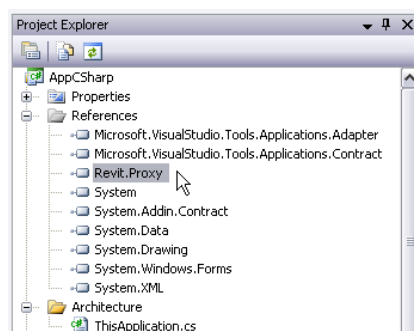 Project Explorer
AppCSharp
Properties
References
Microsoft.VisualStudio.Tools.Applications.Adapter
Microsoft.VisualStudio.Tools.Applications.Contract
Revit.Proxy
System
System.Addin.Contract
System.Data
System.Drawing
System.Windows.Forms
System.XML
Architecture
ThisApplication.cs